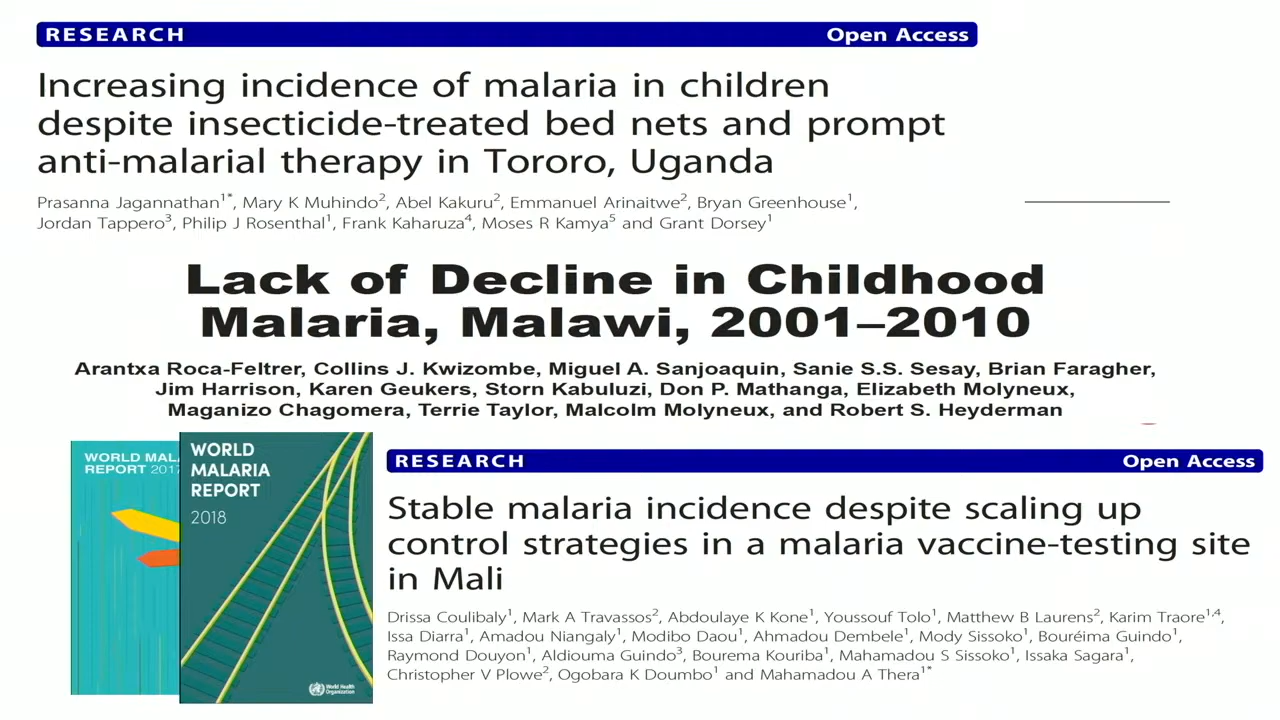 RESEARCH Open Access
Increasing incidence of malaria in children
despite insecticide-treated bed nets and prompt
anti-malarial therapy in Tororo, Uganda
Prasanna Jagannathan1*, Mary K Muhindo2, Abel Kakuru2, Emmanuel Arinaitwe2, Bryan Greenhouse1,
Jordan Tappero3, Philip J Rosenthal1, Frank Kaharuza4, Moses R Kamya5 and Grant Dorsey1
Lack of Decline in Childhood
Malaria, Malawi, 2001–2010
Arantxa Roca-Feltrer, Collins J. Kwizombe, Miguel A. Sanjoaquin, Sanie S.S. Sesay, Brian Faragher,
Jim Harrison, Karen Geukers, Storn Kabuluzi, Don P. Mathanga, Elizabeth Molyneux,
Maganizo Chagomera, Terrie Taylor, Malcolm Molyneux, and Robert S. Heyderman
WORLD MAL
REPORT 2017
WORLD
MALARIA
REPORT
2018
World Health
Organization
RESEARCH Open Access
Stable malaria incidence despite scaling up
control strategies in a malaria vaccine-testing site
in Mali
Drissa Coulibaly1, Mark A Travassos2, Abdoulaye K Kone1, Youssouf Tolo1, Matthew B Laurens2, Karim Traore1,4,
Issa Diarra1, Amadou Niangaly1, Modibo Daou1, Ahmadou Dembele1, Mody Sissoko1, Bouréima Guindo1,
Raymond Douyon1, Aldiouma Guindo3, Bourema Kouriba1, Mahamadou S Sissoko1, Issaka Sagara1,
Christopher V Plowe2, Ogobara K Doumbo1 and Mahamadou A Thera1*